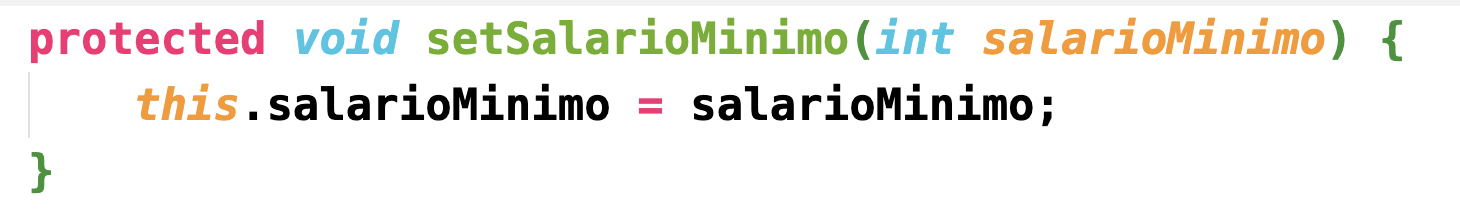 protected void setSalarioMinimo(int salarioMinimo) {
    this.salarioMinimo = salarioMinimo;
}